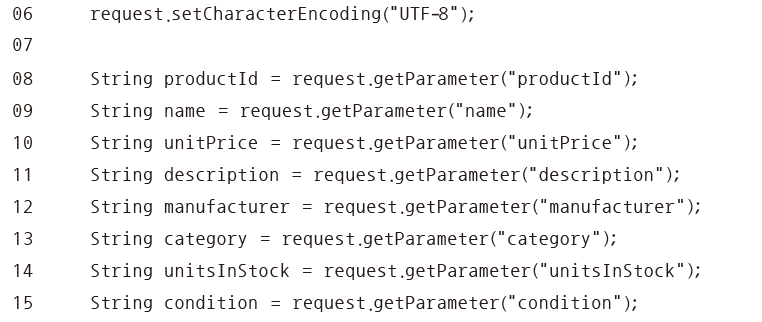 06 request.setCharacterEncoding("UTF-8");
07
08 String productId = request.getParameter("productId");
09 String name = request.getParameter("name");
10 String unitPrice = request.getParameter("unitPrice");
11 String description = request.getParameter("description");
12 String manufacturer = request.getParameter("manufacturer");
13 String category = request.getParameter("category");
14 String unitsInStock = request.getParameter("unitsInStock");
15 String condition = request.getParameter("condition");